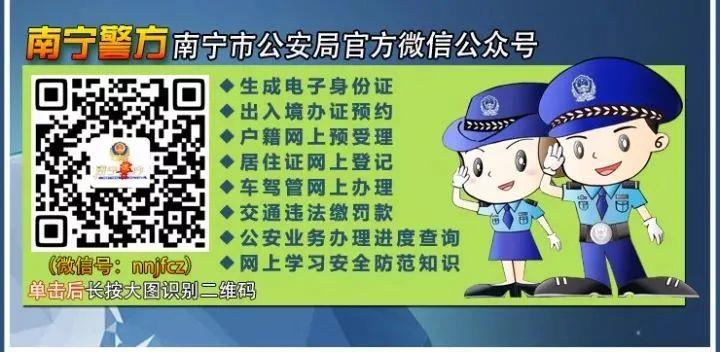 南宁警方 南宁市公安局官方微信公众号
◆生成电子身份证
◆出入境办证预约
◆户籍网上预受理
◆居住证网上登记
◆车驾管网上办理
◆交通违法缴罚款
◆公安业务办理进度查询
◆网上学习安全防范知识
南宁警方
(微信号：nnjfcz)
单击后长按大图识别二维码